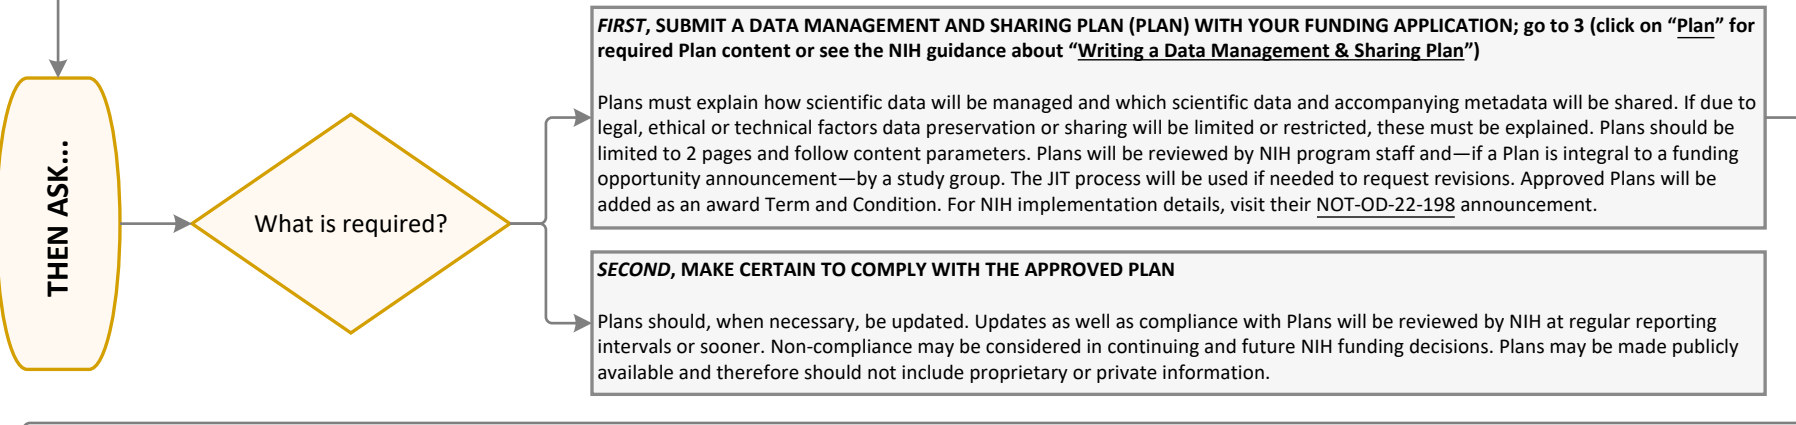 THEN ASK...
What is required?
FIRST, SUBMIT A DATA MANAGEMENT AND SHARING PLAN (PLAN) WITH YOUR FUNDING APPLICATION; go to 3 (click on “Plan” for
required Plan content or see the NIH guidance about “Writing a Data Management & Sharing Plan”)
Plans must explain how scientific data will be managed and which scientific data and accompanying metadata will be shared. If due to
legal, ethical or technical factors data preservation or sharing will be limited or restricted, these must be explained. Plans should be
limited to 2 pages and follow content parameters. Plans will be reviewed by NIH program staff and—if a Plan is integral to a funding
opportunity announcement—by a study group. The JIT process will be used if needed to request revisions. Approved Plans will be
added as an award Term and Condition. For NIH implementation details, visit their NOT-OD-22-198 announcement.
SECOND, MAKE CERTAIN TO COMPLY WITH THE APPROVED PLAN
Plans should, when necessary, be updated. Updates as well as compliance with Plans will be reviewed by NIH at regular reporting
intervals or sooner. Non-compliance may be considered in continuing and future NIH funding decisions. Plans may be made publicly
available and therefore should not include proprietary or private information.